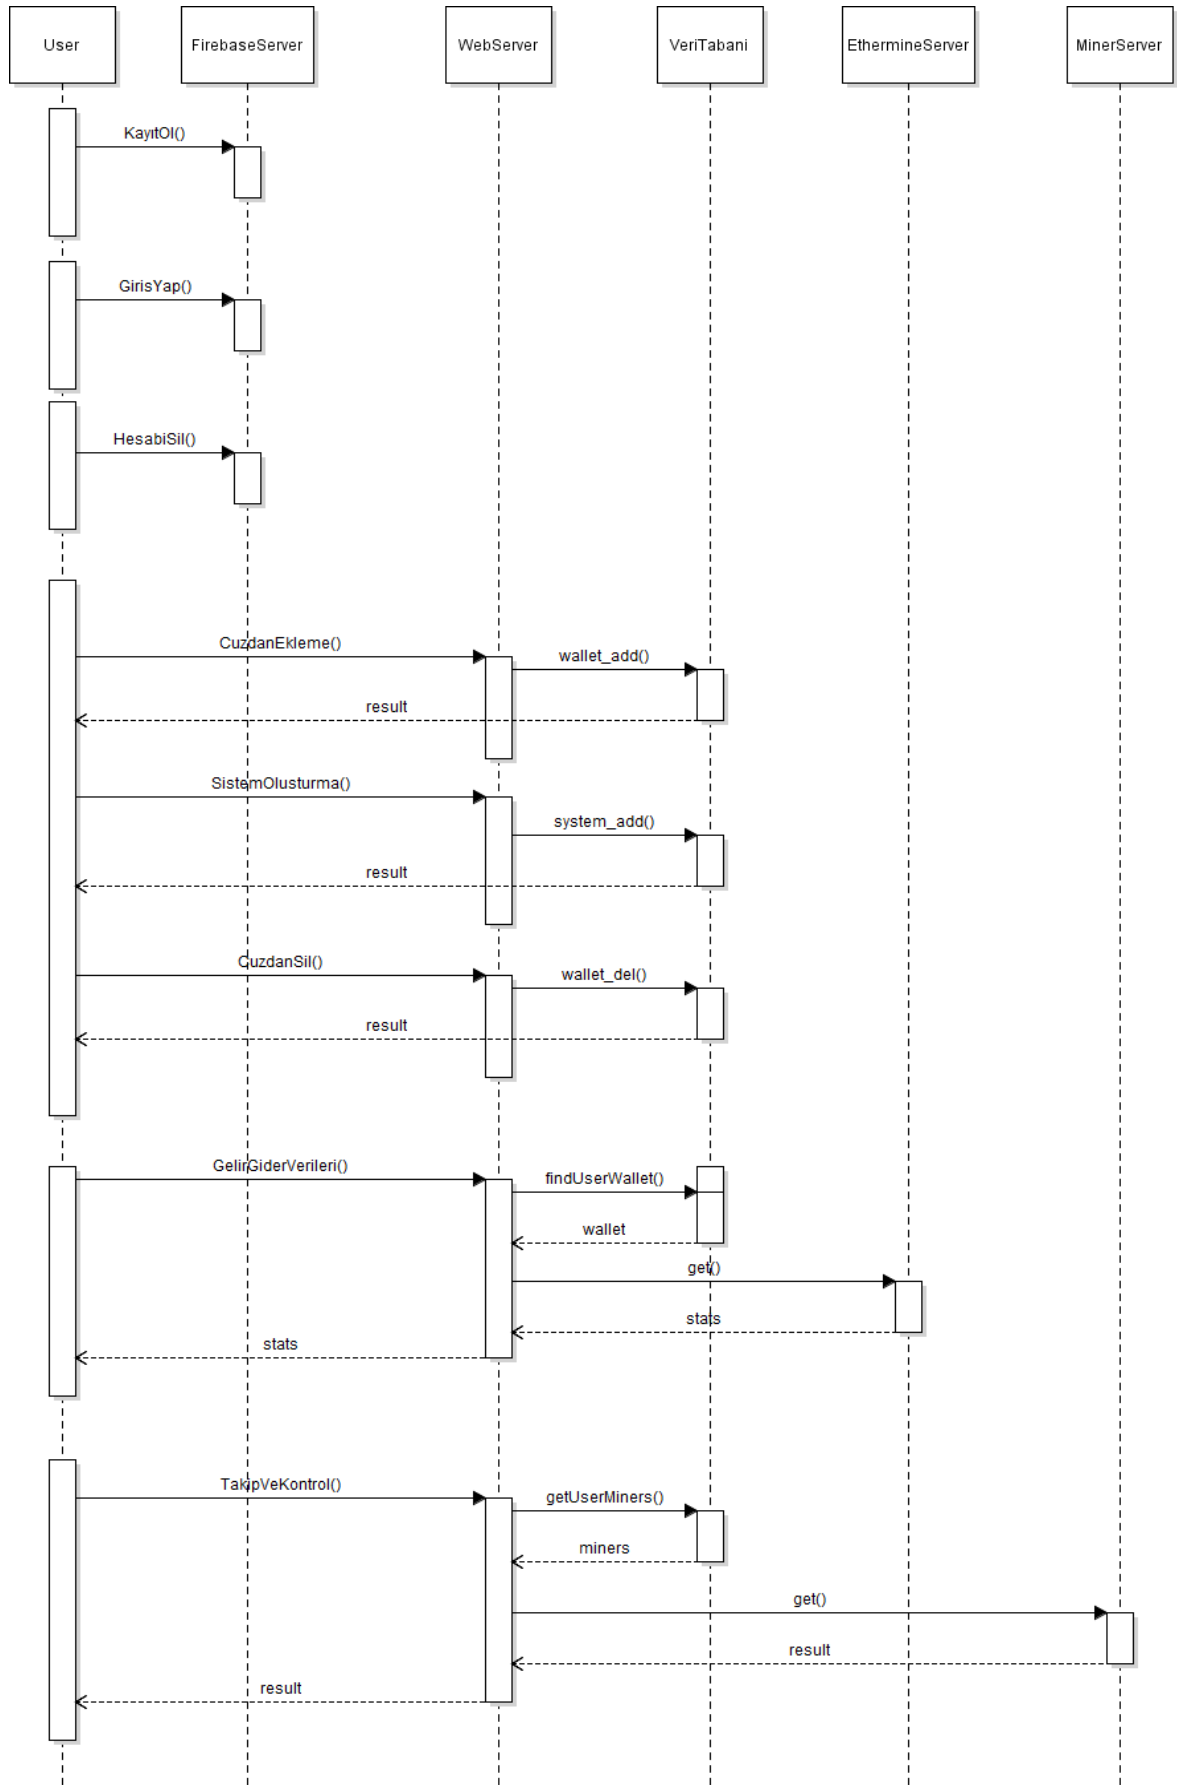 User
FirebaseServer
WebServer
VeriTabani
EthermineServer
MinerServer
KayıtOl()
GirisYap()
HesabiSil()
CuzdanEkleme()
wallet_add()
result
SistemOlusturma()
system_add()
result
CuzdanSil()
wallet_del()
result
GelirGiderVerileri()
findUserWallet()
wallet
get()
stats
stats
TakipVeKontrol()
getUserMiners()
miners
get()
result
result